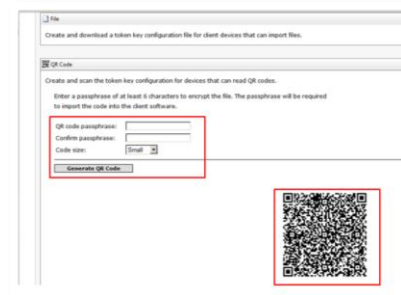 File
Create and download a token key configuration file for client devices that can import files.
QR Code
Create and scan the token key configuration for devices that can read QR codes.
Enter a passphrase of at least 6 characters to encrypt the file. The passphrase will be required
to import the code into the client software.
QR code passphrase:
Confirm passphrase:
Code size: Small
Generate QR Code